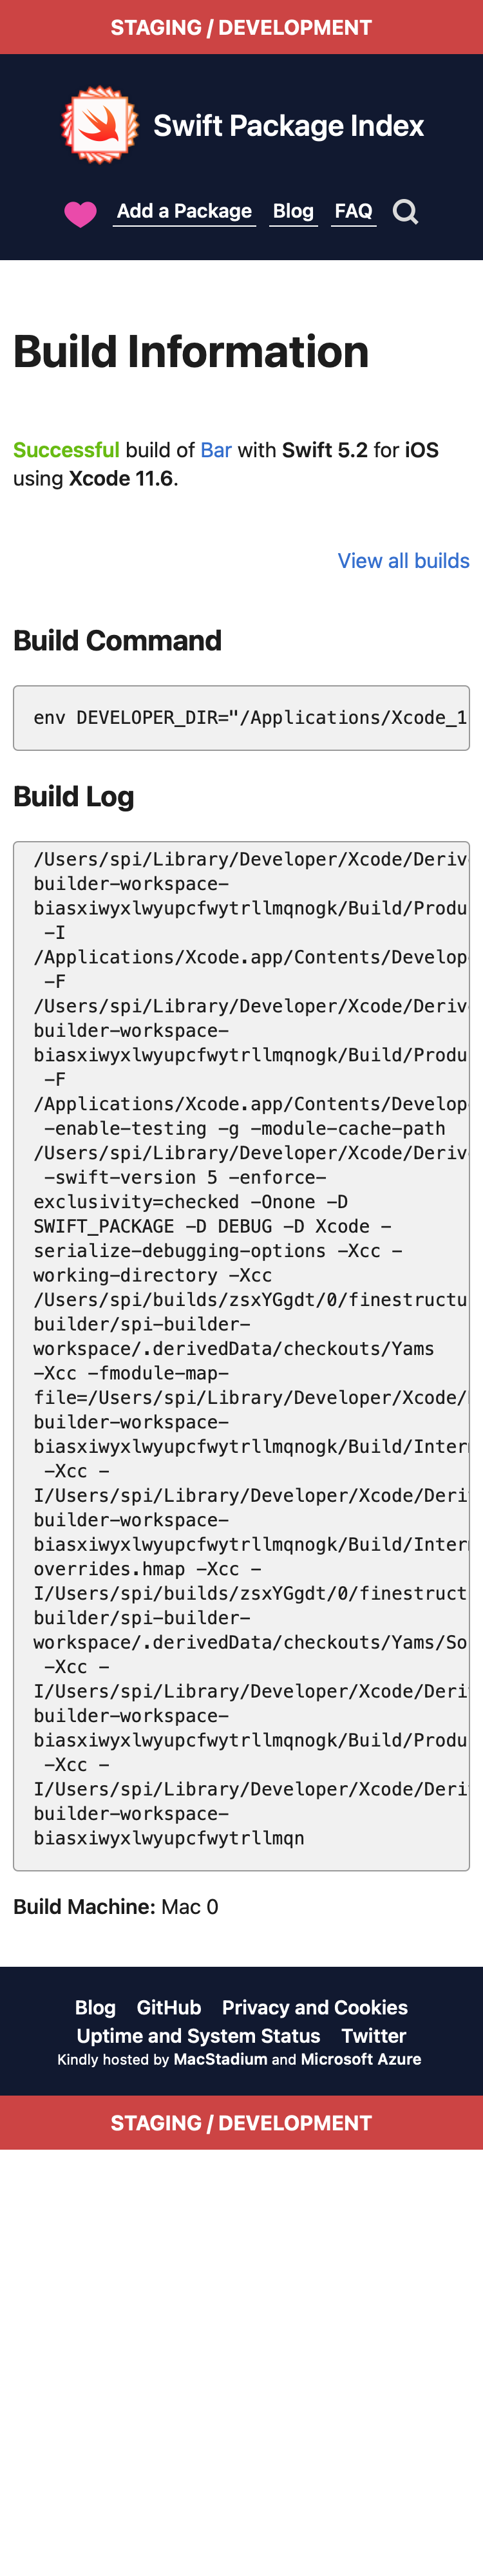 STAGING / DEVELOPMENT
Swift Package Index
Add a Package Blog FAQ
Build Information
Successful build of Bar with Swift 5.2 for iOS
using Xcode 11.6.
View all builds
Build Command
env DEVELOPER_DIR="/Applications/Xcode_1
Build Log
/Users/spi/Library/Developer/Xcode/Derive
builder-workspace-
biasxiwyxlwyupcfwytrllmqnogk/Build/Produ
-I
/Applications/Xcode.app/Contents/Develope
-F
/Users/spi/Library/Developer/Xcode/Derive
builder-workspace-
biasxiwyxlwyupcfwytrllmqnogk/Build/Produ
-F
/Applications/Xcode.app/Contents/Develope
-enable-testing -g -module-cache-path
/Users/spi/Library/Developer/Xcode/Derive
-swift-version 5 -enforce-
exclusivity=checked -Onone -D
SWIFT_PACKAGE -D DEBUG -D Xcode -
serialize-debugging-options -Xcc -
working-directory -Xcc
/Users/spi/builds/zsxYGgdt/0/finestructu
builder/spi-builder-
workspace/.derivedData/checkouts/Yams
-Xcc -fmodule-map-
file=/Users/spi/Library/Developer/Xcode/
builder-workspace-
biasxiwyxlwyupcfwytrllmqnogk/Build/Inter
-Xcc -
I/Users/spi/Library/Developer/Xcode/Deri
builder-workspace-
biasxiwyxlwyupcfwytrllmqnogk/Build/Inter
overrides.hmap -Xcc -
I/Users/spi/builds/zsxYGgdt/0/finestruct
builder/spi-builder-
workspace/.derivedData/checkouts/Yams/So
-Xcc -
I/Users/spi/Library/Developer/Xcode/Deri
builder-workspace-
biasxiwyxlwyupcfwytrllmqnogk/Build/Produ
-Xcc -
I/Users/spi/Library/Developer/Xcode/Deri
builder-workspace-
biasxiwyxlwyupcfwytrllmqn
Build Machine: Mac 0
Blog GitHub Privacy and Cookies
Uptime and System Status Twitter
Kindly hosted by MacStadium and Microsoft Azure
STAGING / DEVELOPMENT